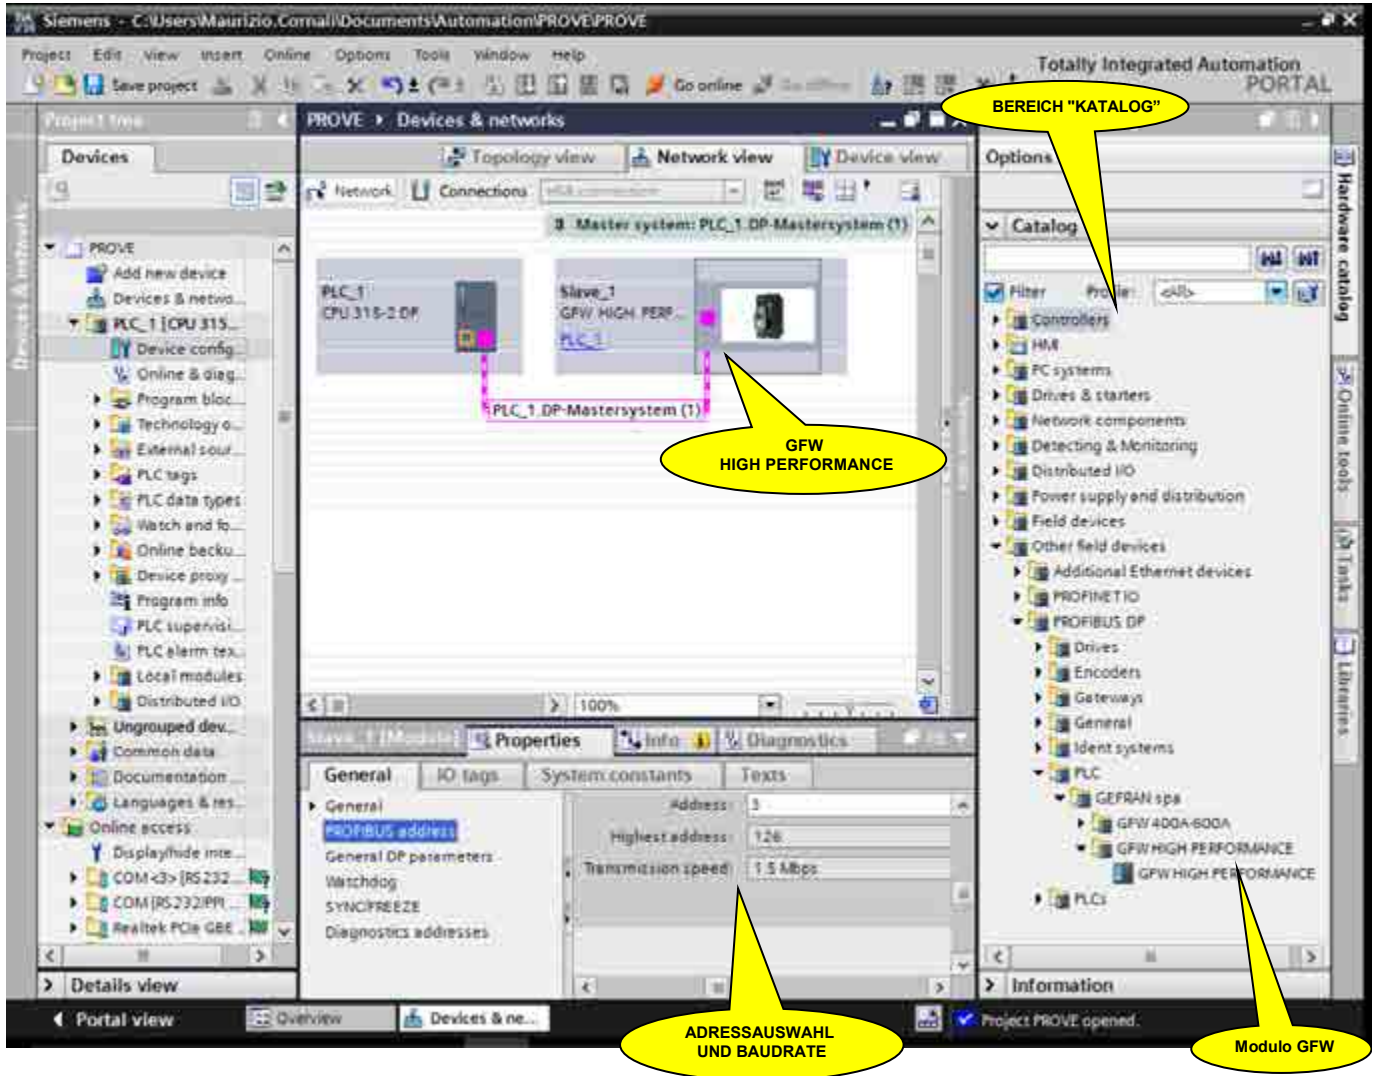 Siemens - C:\Users\Maurizio.Cornali\Documents\Automation\PROVE\PROVE
Project Edit View Insert Online Options Tools Window Help
Totally Integrated Automation
PORTAL
Save project
Go online
Project tree
PROVE ▸ Devices & networks
BEREICH "KATALOG"
Devices
Topology view
Network view
Device view
Options
Network
Connections
Master system: PLC_1.DP-Mastersystem (1)
Catalog
Filter
Profile:
<All>
PROVE
Add new device
Devices & netwo...
PLC_1 [CPU 315...
Device config...
Online & diag...
Program bloc...
Technology o...
External sour...
PLC tags
PLC data types
Watch and fo...
Online backu...
Device proxy ...
Program info
PLC supervisi...
PLC alarm tex...
Local modules
Distributed I/O
Ungrouped dev...
Common data
Documentation ...
Languages & res...
Online access
Display/hide inte...
COM <3> [RS232 ...
COM [RS232/PPI ...
Realtek PCIe GBE ...
Details view
PLC_1
CPU 315-2 DP
Slave_1
GFW HIGH PERF...
PLC_1
PLC_1.DP-Mastersystem (1)
GFW
HIGH PERFORMANCE
100%
Slave_1 [Module]
Properties
Info
Diagnostics
General
IO tags
System constants
Texts
General
PROFIBUS address
General DP parameters
Watchdog
SYNC/FREEZE
Diagnostics addresses
Address: 3
Highest address: 126
Transmission speed: 1.5 Mbps
Controllers
HMI
PC systems
Drives & starters
Network components
Detecting & Monitoring
Distributed I/O
Power supply and distribution
Field devices
Other field devices
Additional Ethernet devices
PROFINET IO
PROFIBUS DP
Drives
Encoders
Gateways
General
Ident systems
PLC
GEFRAN spa
GFW 400A-600A
GFW HIGH PERFORMANCE
GFW HIGH PERFORMANCE
PLCs
Information
Hardware catalog
Online tools
Tasks
Libraries
Portal view
Overview
Devices & ne...
Project PROVE opened.
ADRESSAUSWAHL
UND BAUDRATE
Modulo GFW